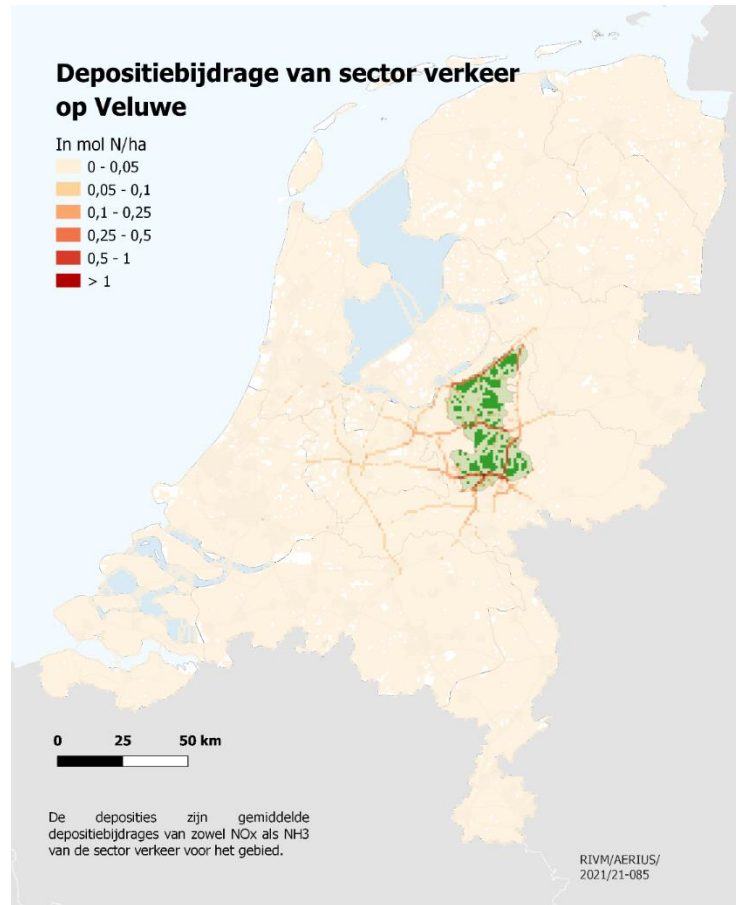 Depositiebijdrage van sector verkeer
op Veluwe
In mol N/ha
0 - 0,05
0,05 - 0,1
0,1 - 0,25
0,25 - 0,5
0,5 - 1
> 1
0 25 50 km
De deposities zijn gemiddelde
depositiebijdrages van zowel NOx als NH3
van de sector verkeer voor het gebied.
RIVM/AERIUS/
2021/21-085